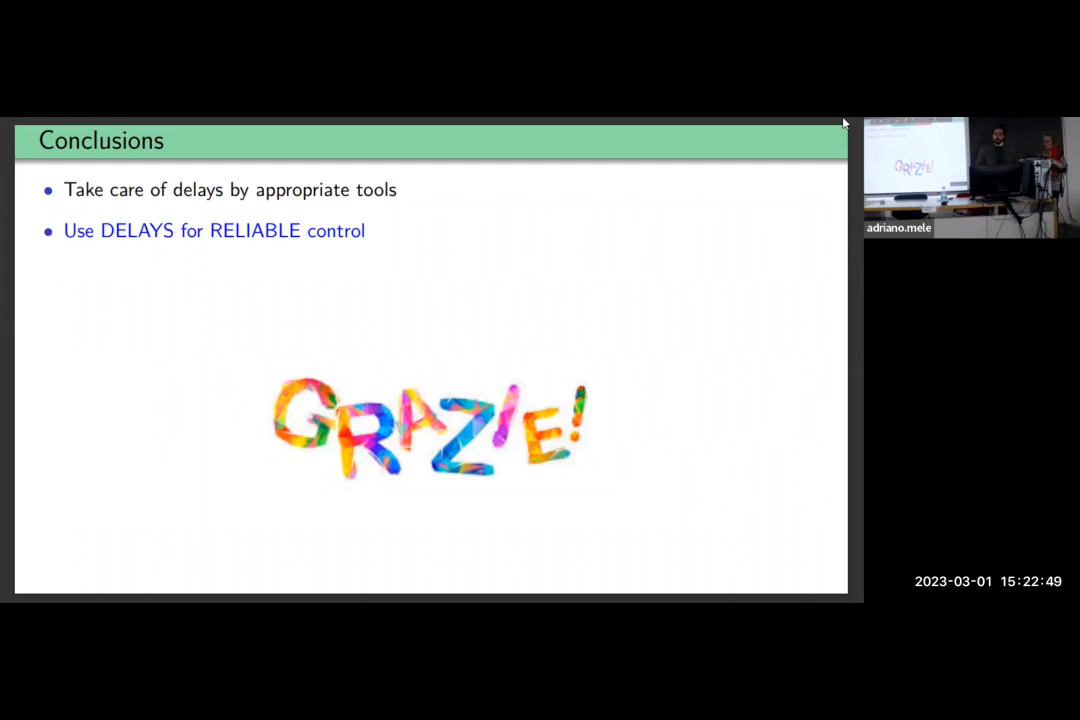 Conclusions
Take care of delays by appropriate tools
Use DELAYS for RELIABLE control
GRAZIE!
GRAZIE!
adriano.mele
2023-03-01 15:22:49